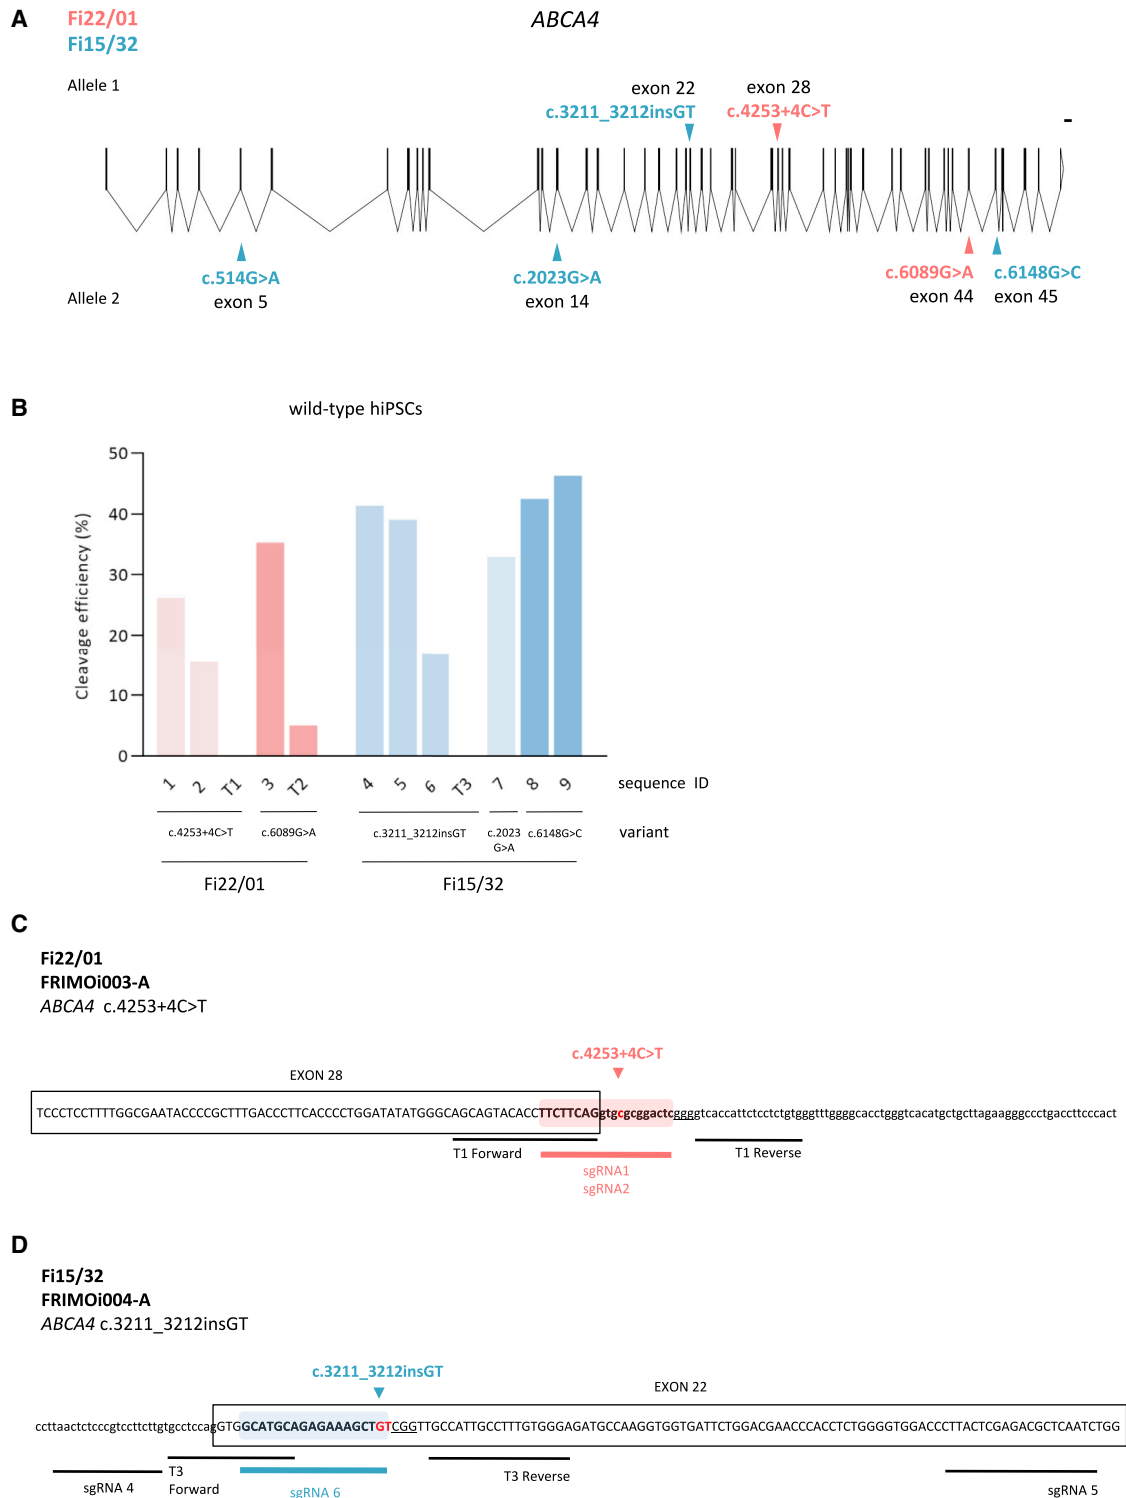 A
Fi22/01
Fi15/32
ABCA4
Allele 1
exon 22
exon 28
c.3211_3212insGT
c.4253+4C>T
-
c.514G>A
c.2023G>A
c.6089G>A
c.6148G>C
Allele 2
exon 5
exon 14
exon 44
exon 45
B
wild-type hiPSCs
Cleavage efficiency (%)
50
40
30
20
10
0
1 2 T1 3 T2 4 5 6 T3 7 8 9
sequence ID
c.4253+4C>T
c.6089G>A
c.3211_3212insGT
c.2023
G>A
c.6148G>C
variant
Fi22/01
Fi15/32
C
Fi22/01
FRIMOi003-A
ABCA4 c.4253+4C>T
c.4253+4C>T
EXON 28
TCCCTCCTTTTGGCGAATACCCCGCTTTGACCCTTCACCCCTGGATATATGGGCAGCAGTACACCTTCTTCAGgtgcgcggactcggggtcaccattctcctctgtgggtttggggcacctgggtcacatgctgcttagaagggccctgaccttcccact
T1 Forward
T1 Reverse
sgRNA1
sgRNA2
D
Fi15/32
FRIMOi004-A
ABCA4 c.3211_3212insGT
c.3211_3212insGT
EXON 22
ccttaactctcccgtccttcttgtgcctccagGTGGCATGCAGAGAAAGCTGTCGGTTGCCATTGCCTTTGTGGGAGATGCCAAGGTGGTGATTCTGGACGAACCCACCTCTGGGGTGGACCCTTACTCGAGACGCTCAATCTGG
T3
Forward
T3 Reverse
sgRNA 4
sgRNA 6
sgRNA 5